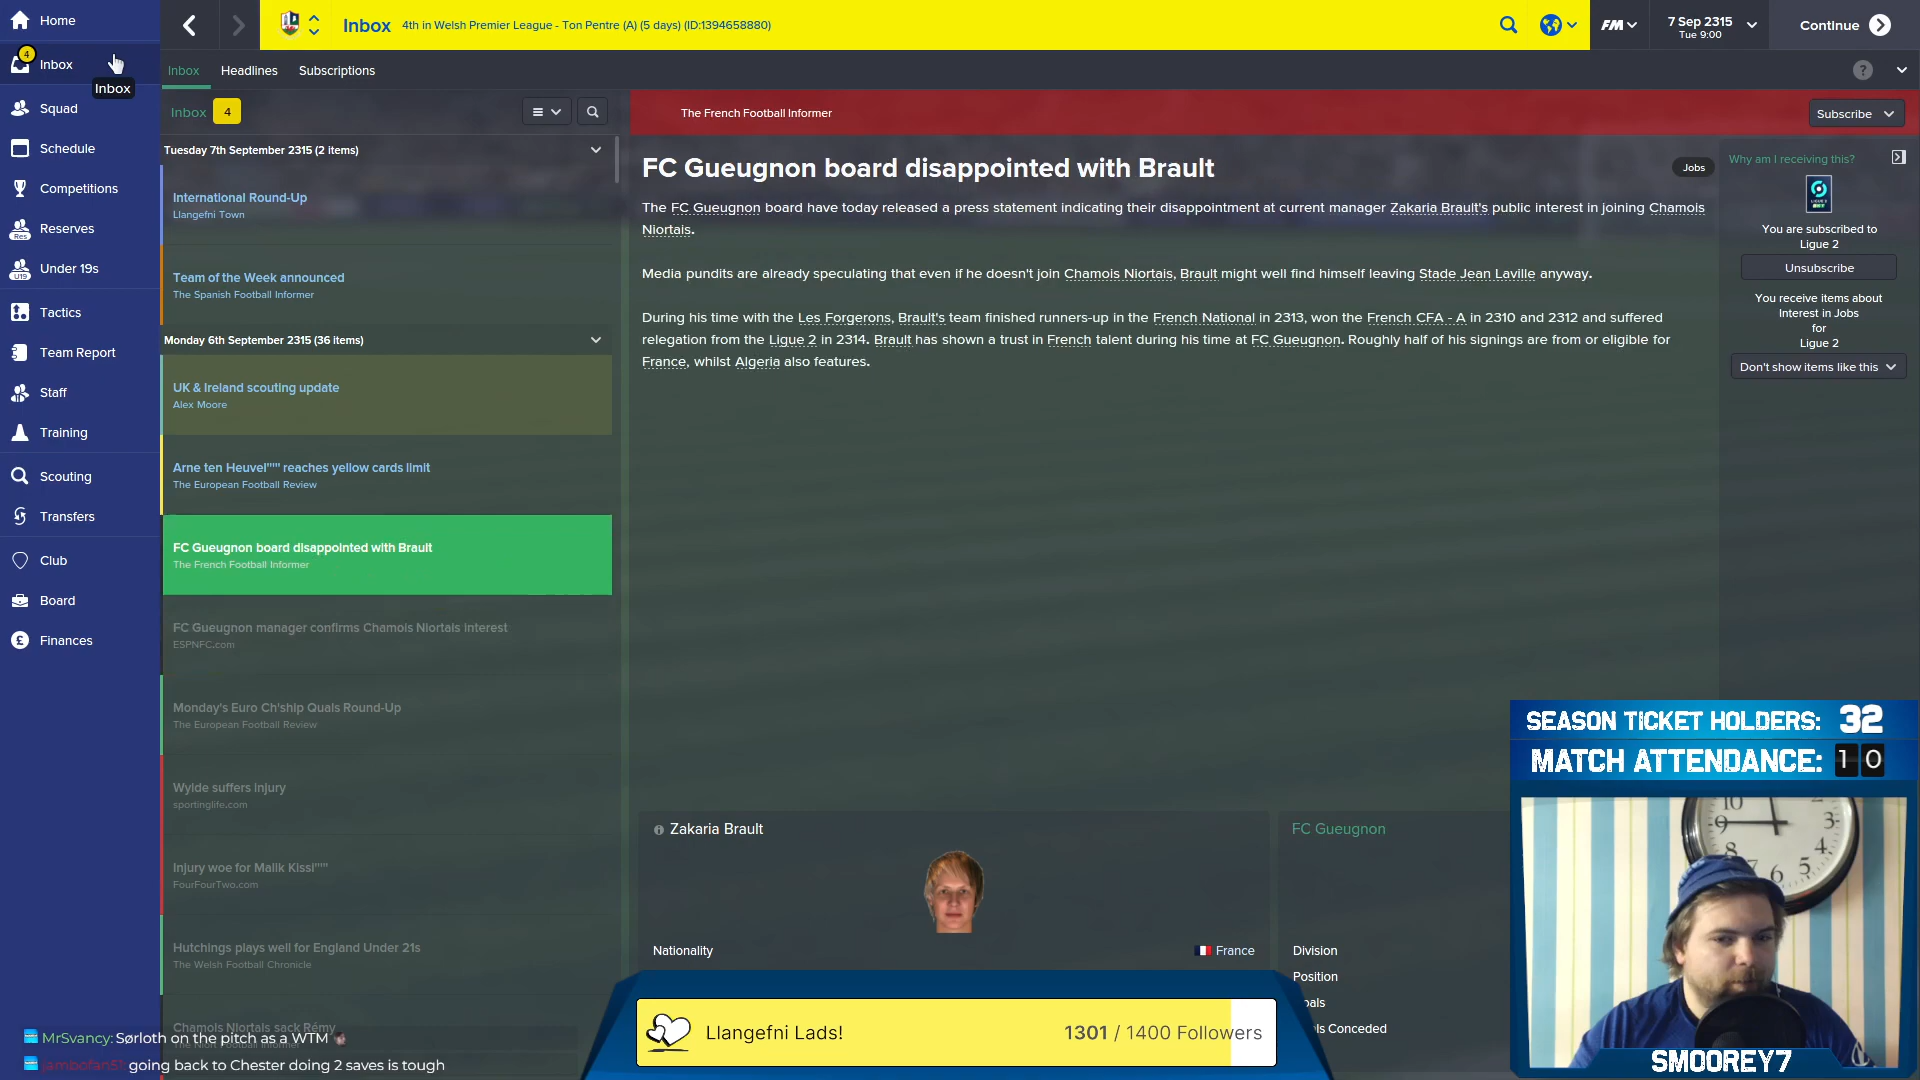 Home
Inbox
4th in Welsh Premier League - Ton Pentre (A) (5 days) (ID:1394658880)
FM
7 Sep 2315
Tue 9:00
Continue
4
Inbox
Inbox
Squad
Schedule
Competitions
Res
Reserves
U19
Under 19s
Tactics
Team Report
Staff
Training
Scouting
Transfers
Club
Board
Finances
Inbox
Headlines
Subscriptions
?
Inbox
4
Tuesday 7th September 2315 (2 items)
International Round-Up
Llangefni Town
Team of the Week announced
The Spanish Football Informer
Monday 6th September 2315 (36 items)
UK & Ireland scouting update
Alex Moore
Arne ten Heuvel"'" reaches yellow cards limit
The European Football Review
FC Gueugnon board disappointed with Brault
The French Football Informer
FC Gueugnon manager confirms Chamois Niortais interest
ESPNFC.com
Monday's Euro Ch'ship Quals Round-Up
The European Football Review
Wylde suffers injury
sportinglife.com
Injury woe for Malik Kissi"'"
FourFourTwo.com
Hutchings plays well for England Under 21s
The Welsh Football Chronicle
Chamois Niortais sack Rémy
The French Football Informer
Subscribe
FC Gueugnon board disappointed with Brault
Jobs
The FC Gueugnon board have today released a press statement indicating their disappointment at current manager Zakaria Brault's public interest in joining Chamois
Niortais.
Media pundits are already speculating that even if he doesn't join Chamois Niortais, Brault might well find himself leaving Stade Jean Laville anyway.
During his time with the Les Forgerons, Brault's team finished runners-up in the French National in 2313, won the French CFA - A in 2310 and 2312 and suffered
relegation from the Ligue 2 in 2314. Brault has shown a trust in French talent during his time at FC Gueugnon. Roughly half of his signings are from or eligible for
France, whilst Algeria also features.
Why am I receiving this?
You are subscribed to
Ligue 2
Unsubscribe
You receive items about
Interest in Jobs
for
Ligue 2
Don't show items like this
Zakaria Brault
Nationality
France
FC Gueugnon
Division
Position
Conceded
SEASON TICKET HOLDERS: 32
MATCH ATTENDANCE: 10
10
9
3
4
5
6
SMOOREY7
Llangefni Lads!
1301 / 1400 Followers
MrSvancy: Sørloth on the pitch as a WTM
jambofan51: going back to Chester doing 2 saves is tough